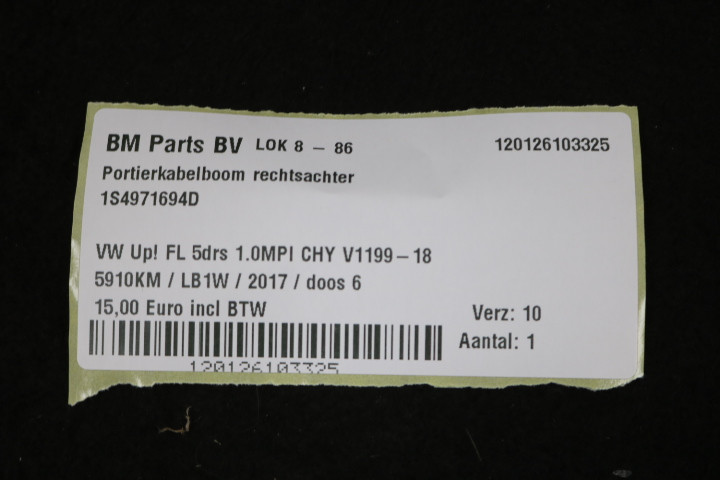 BM Parts BV LOK 8 - 86 120126103325
Portierkabelboom rechtsachter
1S4971694D
VW Up! FL 5drs 1.0MPI CHY V1199-18
5910KM / LB1W / 2017 / doos 6
15,00 Euro incl BTW Verz: 10
Aantal: 1
120126103325